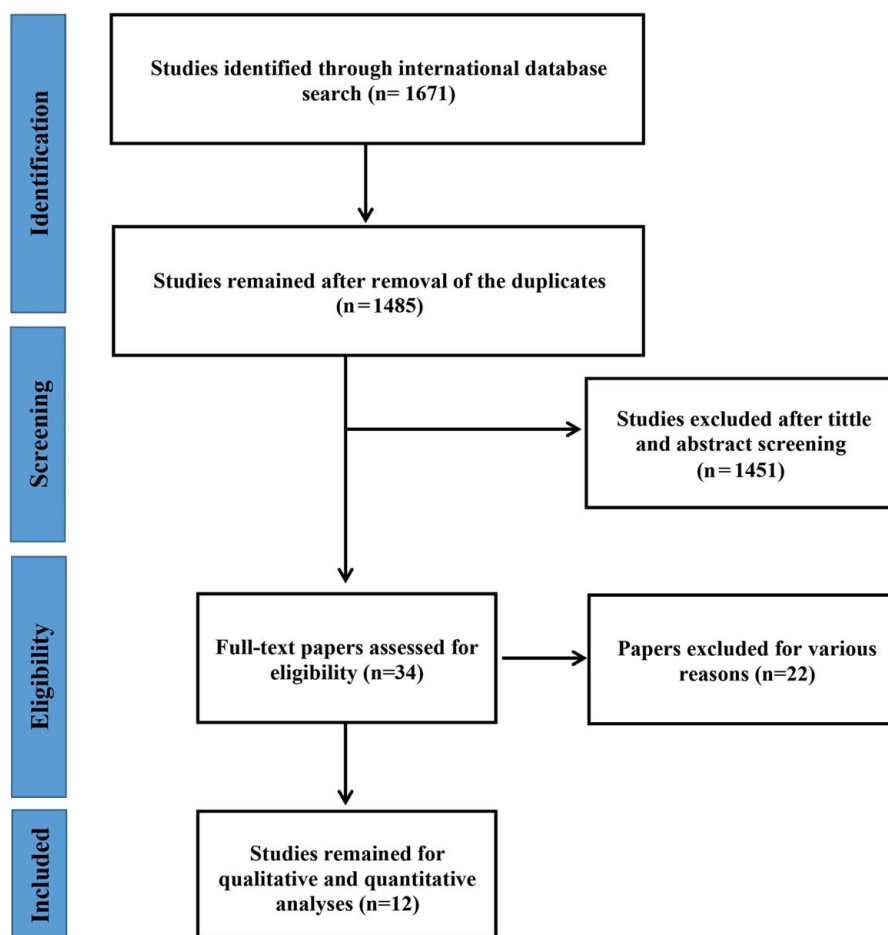 Identification
Studies identified through international database
search (n= 1671)
Studies remained after removal of the duplicates
(n=1485)
Screening
Studies excluded after tittle
and abstract screening
(n=1451)
Eligibility
Full-text papers assessed for
eligibility (n=34)
Papers excluded for various
reasons (n=22)
Included
Studies remained for
qualitative and quantitative
analyses (n=12)